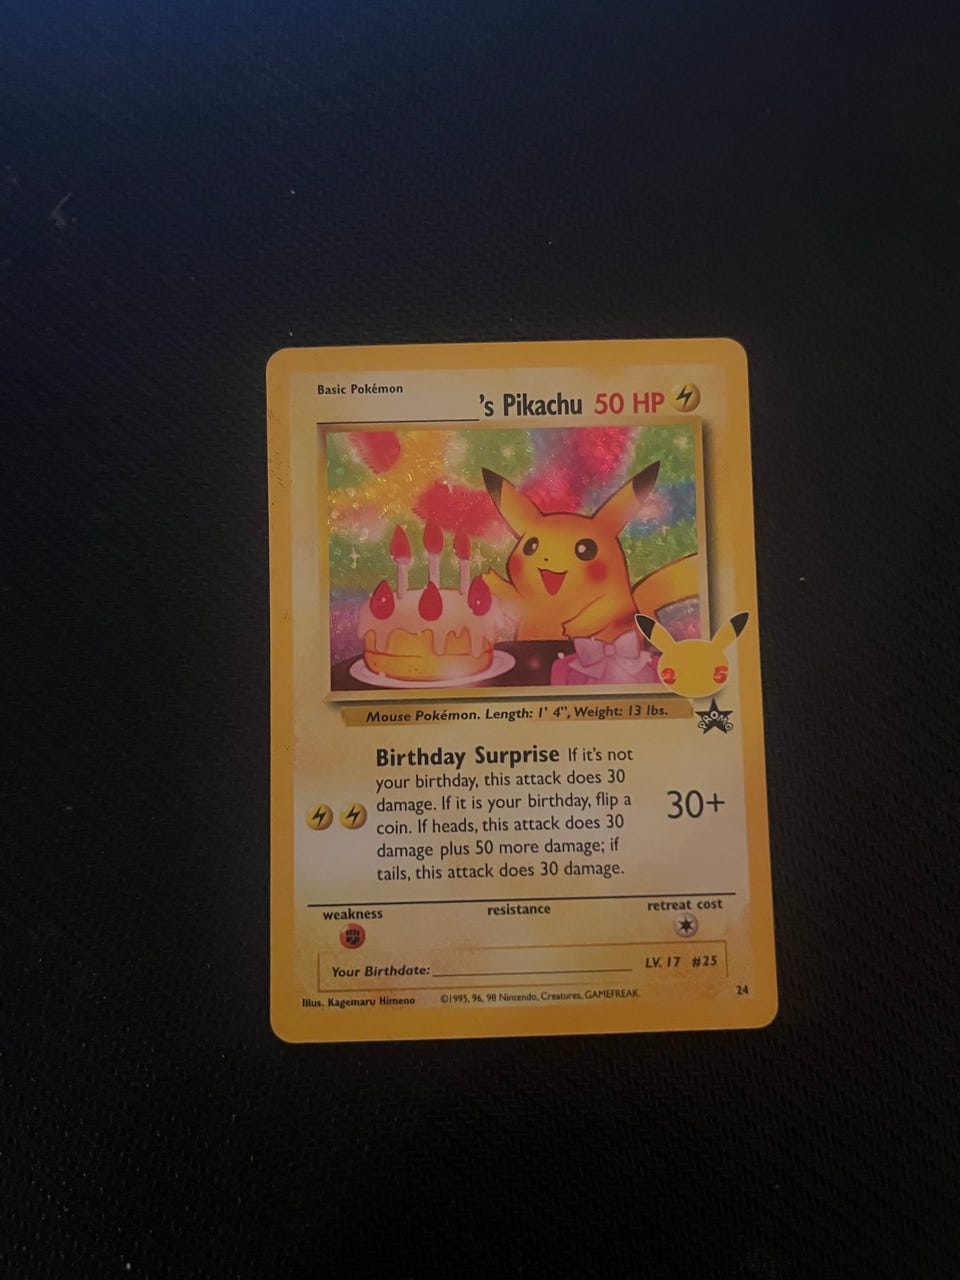 Basic Pokémon
____________'s Pikachu 50 HP
25
Mouse Pokémon. Length: 1' 4", Weight: 13 lbs.
PROMO
Birthday Surprise If it's not
your birthday, this attack does 30
damage. If it is your birthday, flip a
coin. If heads, this attack does 30
damage plus 50 more damage; if
tails, this attack does 30 damage.
30+
weakness resistance retreat cost
Your Birthdate: ____________ LV. 17 #25
Illus. Kagemaru Himeno ©1995, 96, 98 Nintendo, Creatures, GAMEFREAK. 24